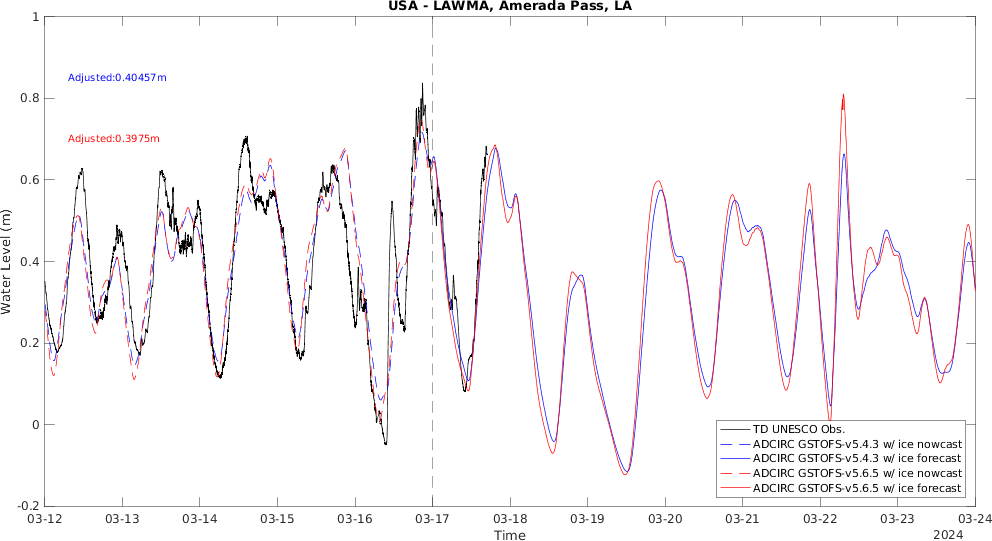 USA - LAWMA, Amerada Pass, LA
1
0.8
0.6
0.4
0.2
0
-0.2
Water Level (m)
Adjusted:0.40457m
Adjusted:0.3975m
TD UNESCO Obs.
ADCIRC GSTOFS-v5.4.3 w/ ice nowcast
ADCIRC GSTOFS-v5.4.3 w/ ice forecast
ADCIRC GSTOFS-v5.6.5 w/ ice nowcast
ADCIRC GSTOFS-v5.6.5 w/ ice forecast
03-12 03-13 03-14 03-15 03-16 03-17 03-18 03-19 03-20 03-21 03-22 03-23 03-24
Time
2024